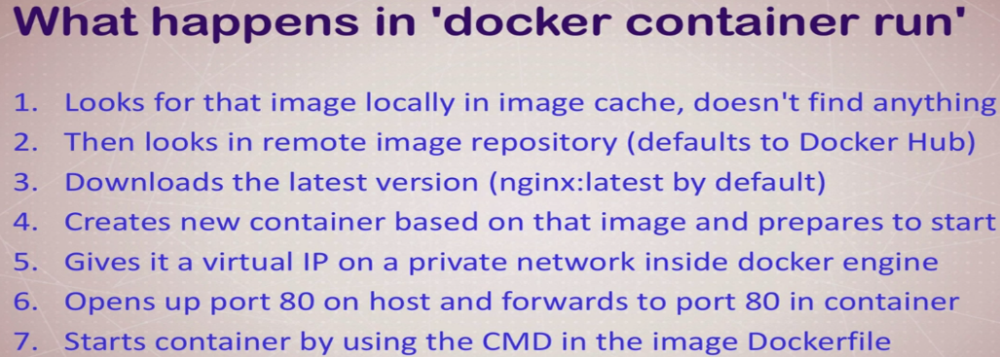 What happens in 'docker container run'
1. Looks for that image locally in image cache, doesn't find anything
2. Then looks in remote image repository (defaults to Docker Hub)
3. Downloads the latest version (nginx:latest by default)
4. Creates new container based on that image and prepares to start
5. Gives it a virtual IP on a private network inside docker engine
6. Opens up port 80 on host and forwards to port 80 in container
7. Starts container by using the CMD in the image Dockerfile